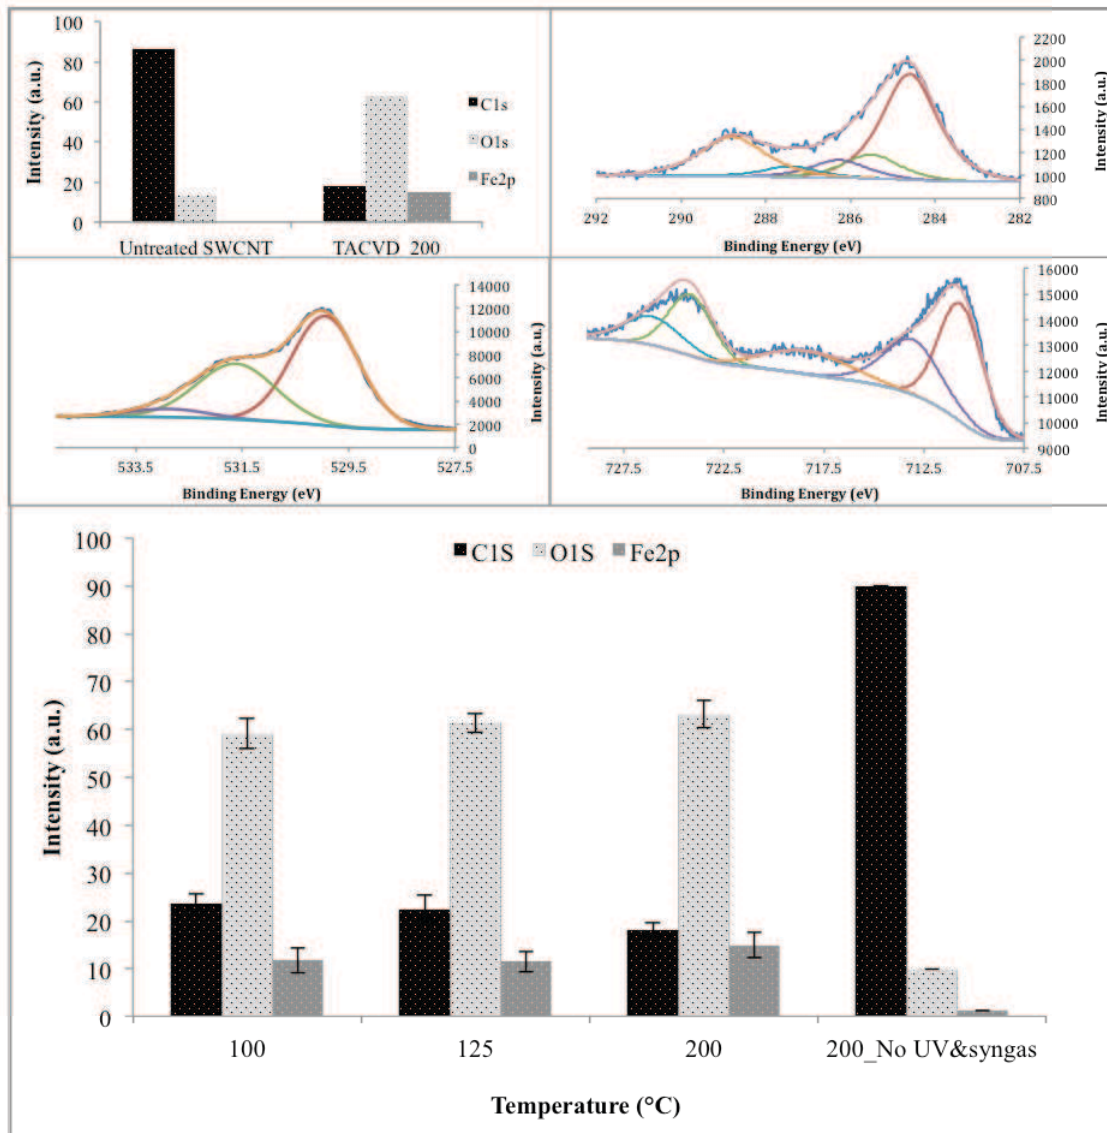 100
80
60
40
20
0
Intensity (a.u.)
C1s
O1s
Fe2p
Untreated SWCNT
TACVD_200
2200
2000
1800
1600
1400
1200
1000
800
Intensity (a.u.)
292 290 288 286 284 282
Binding Energy (eV)
14000
12000
10000
8000
6000
4000
2000
0
Intensity (a.u.)
533.5 531.5 529.5 527.5
Binding Energy (eV)
16000
15000
14000
13000
12000
11000
10000
9000
Intensity (a.u.)
727.5 722.5 717.5 712.5 707.5
Binding Energy (eV)
100
90
80
70
60
50
40
30
20
10
0
Intensity (a.u.)
C1S O1S Fe2p
100 125 200 200_No UV&syngas
Temperature (°C)